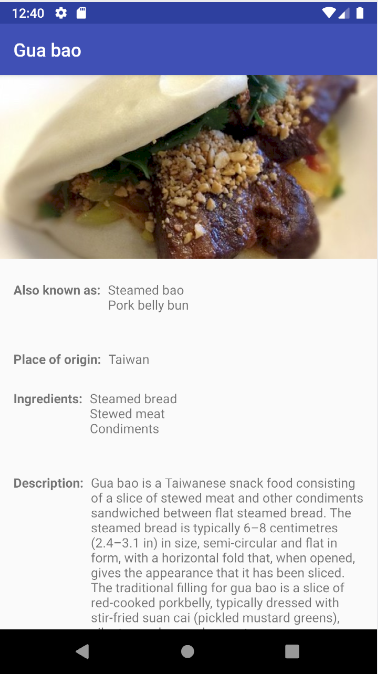 12:40
Gua bao
Also known as: Steamed bao
Pork belly bun
Place of origin: Taiwan
Ingredients: Steamed bread
Stewed meat
Condiments
Description: Gua bao is a Taiwanese snack food consisting
of a slice of stewed meat and other condiments
sandwiched between flat steamed bread. The
steamed bread is typically 6–8 centimetres
(2.4–3.1 in) in size, semi-circular and flat in
form, with a horizontal fold that, when opened,
gives the appearance that it has been sliced.
The traditional filling for gua bao is a slice of
red-cooked porkbelly, typically dressed with
stir-fried suan cai (pickled mustard greens),